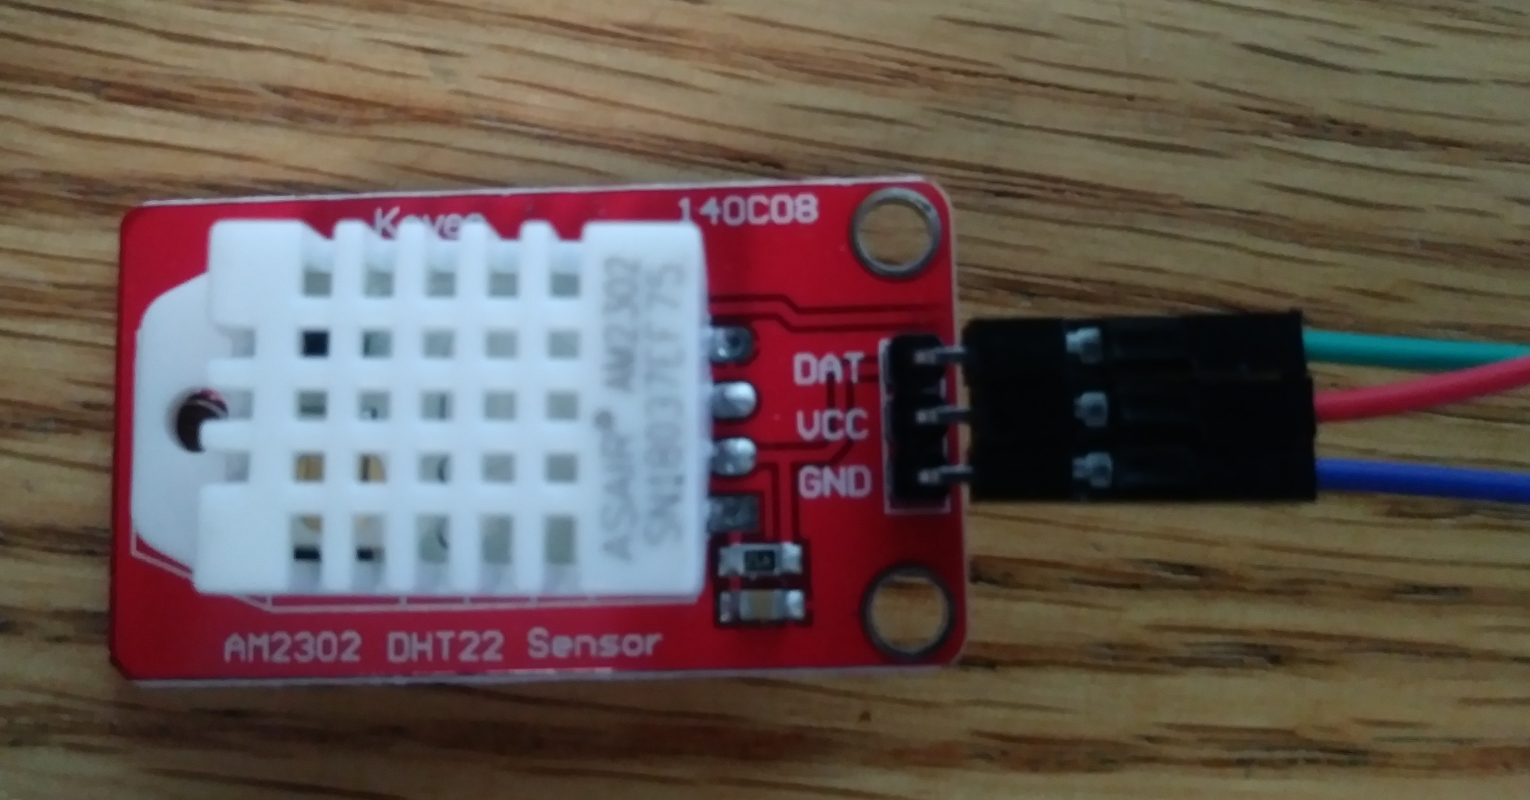 140C08
ASAIR® AM2302
DAT
VCC
GND
AM2302 DHT22 Sensor